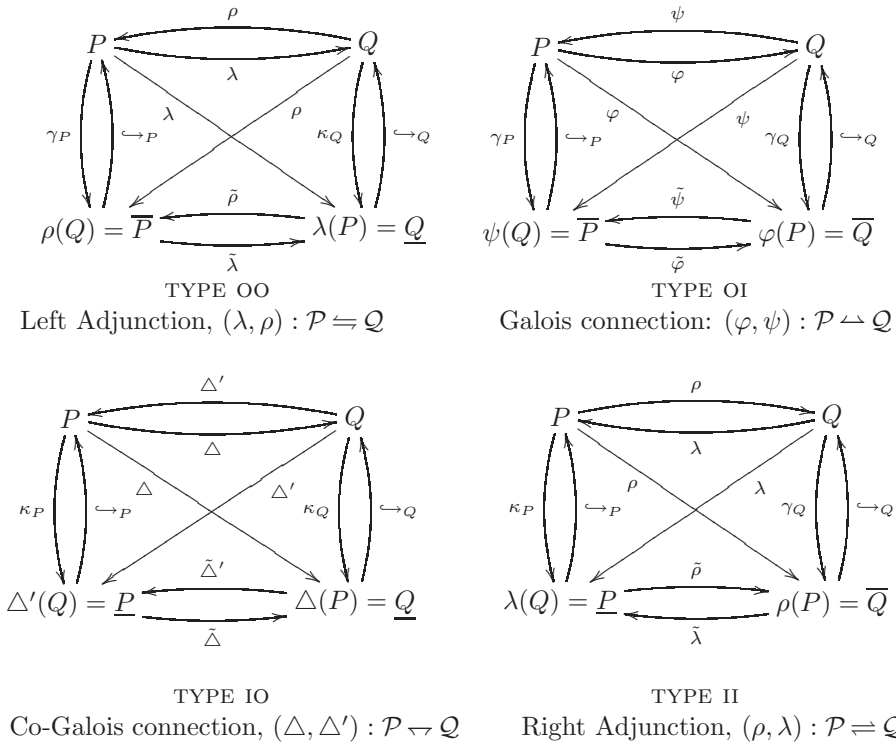 ρ
P Q
λ
γ_P ↪_P λ ρ κ_Q ↪_Q
ρ̃
ρ(Q) = P̅ λ(P) = Q̲
λ̃
TYPE OO
Left Adjunction, (λ, ρ) : 𝒫 ⇋ 𝒬
ψ
P Q
φ
γ_P ↪_P φ ψ γ_Q ↪_Q
ψ̃
ψ(Q) = P̅ φ(P) = Q̅
φ̃
TYPE OI
Galois connection: (φ, ψ) : 𝒫 ⥊ 𝒬
△′
P Q
△
κ_P ↪_P △ △′ κ_Q ↪_Q
△̃′
△′(Q) = P̲ △(P) = Q̲
△̃
TYPE IO
Co-Galois connection, (△, △′) : 𝒫 ⥋ 𝒬
ρ
P Q
λ
κ_P ↪_P ρ λ γ_Q ↪_Q
ρ̃
λ(Q) = P̲ ρ(P) = Q̅
λ̃
TYPE II
Right Adjunction, (ρ, λ) : 𝒫 ⇌ 𝒬